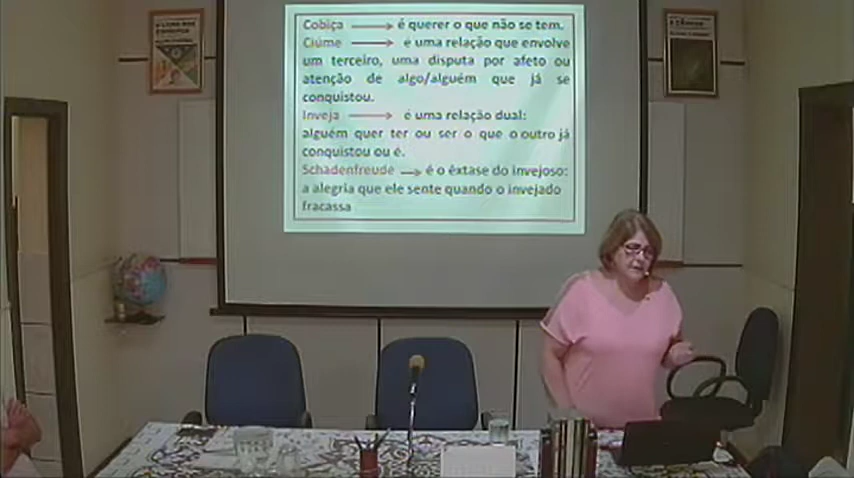 Cobiça é querer o que não se tem.
Ciúme é uma relação que envolve
um terceiro, uma disputa por afeto ou
atenção de algo/alguém que já se
conquistou.
Inveja é uma relação dual:
alguém quer ter ou ser o que o outro já
conquistou ou é.
Schadenfreude é o êxtase do invejoso:
a alegria que ele sente quando o invejado
fracassa